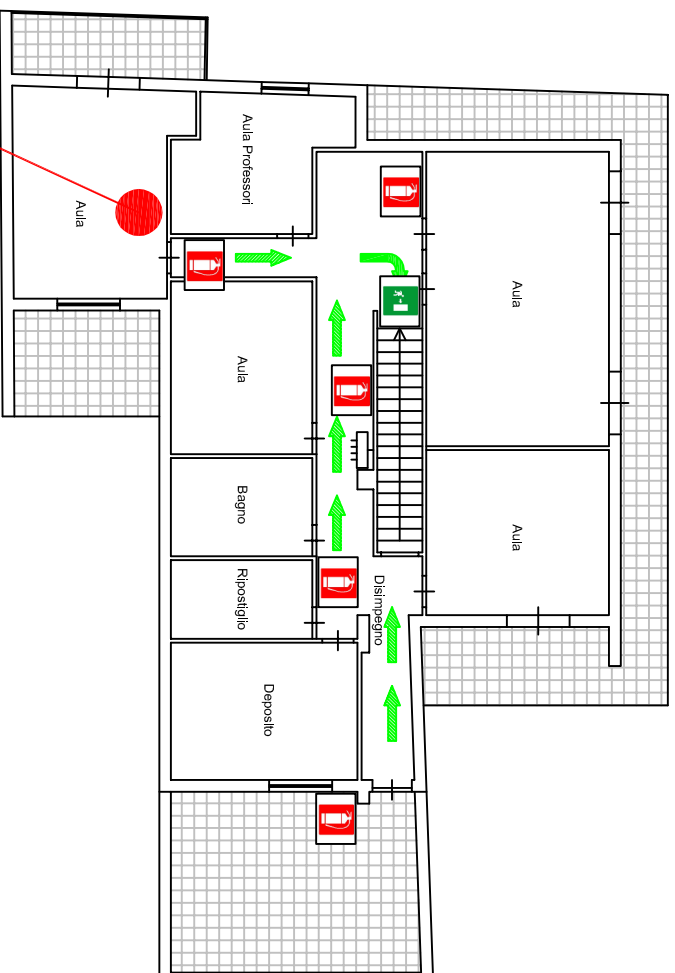 Aula Professori
Aula
Aula
Aula
Bagno
Aula
Ripostiglio
Disimpegno
Deposito